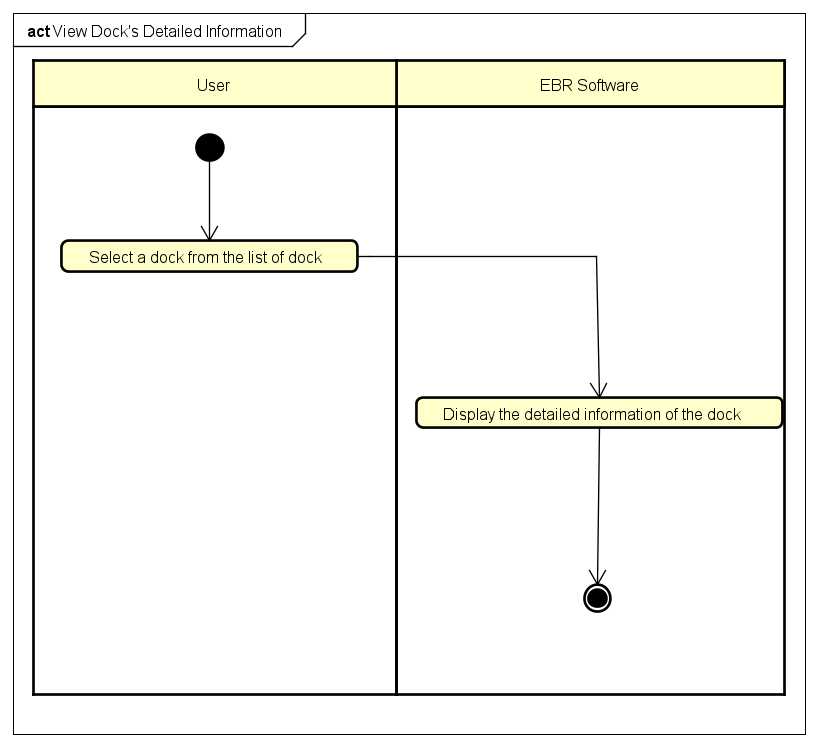 act View Dock's Detailed Information
User
EBR Software
Select a dock from the list of dock
Display the detailed information of the dock